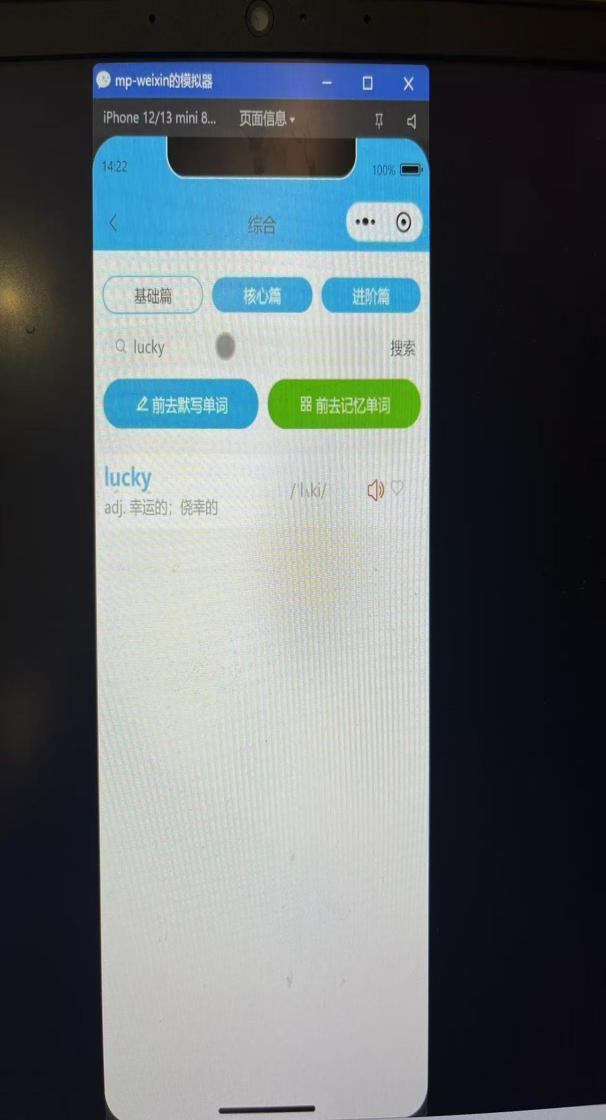 mp-weixin的模拟器
iPhone 12/13 mini 8... 页面信息
14:22 100%
综合
基础篇 核心篇 进阶篇
lucky 搜索
前去默写单词 前去记忆单词
lucky
/ˈlʌki/
adj. 幸运的；侥幸的